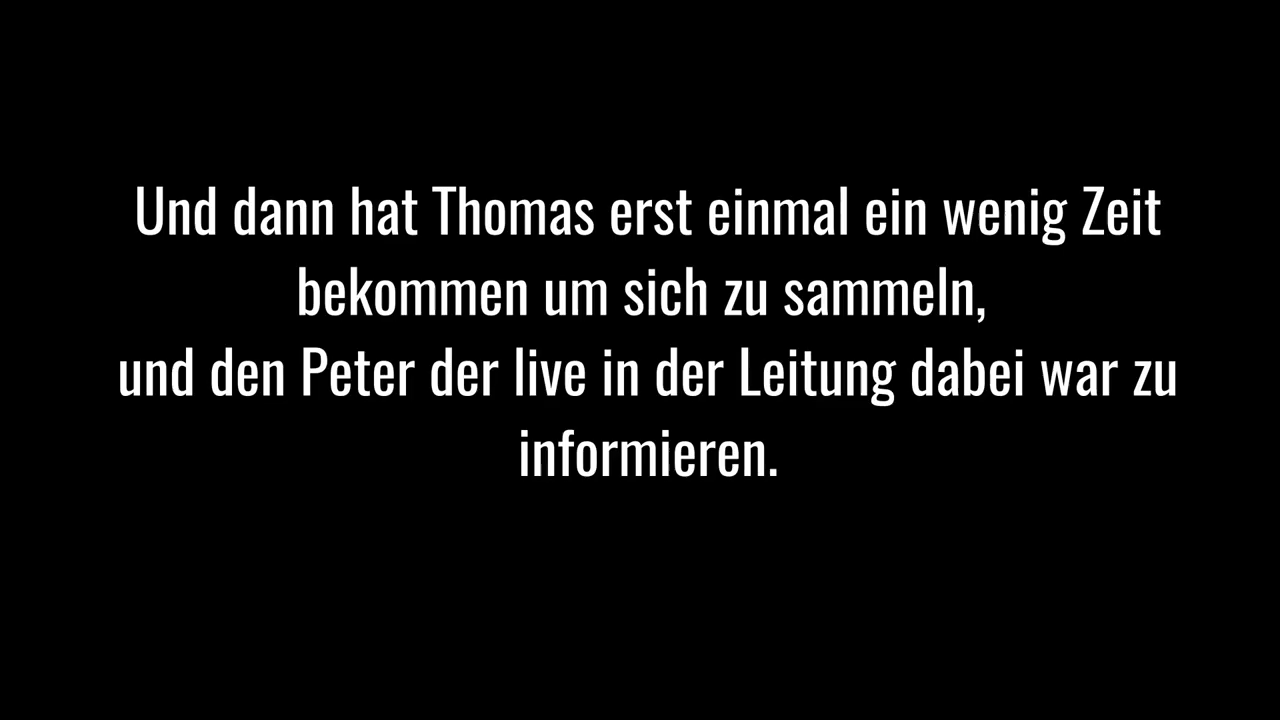 Und dann hat Thomas erst einmal ein wenig Zeit
bekommen um sich zu sammeln,
und den Peter der live in der Leitung dabei war zu
informieren.